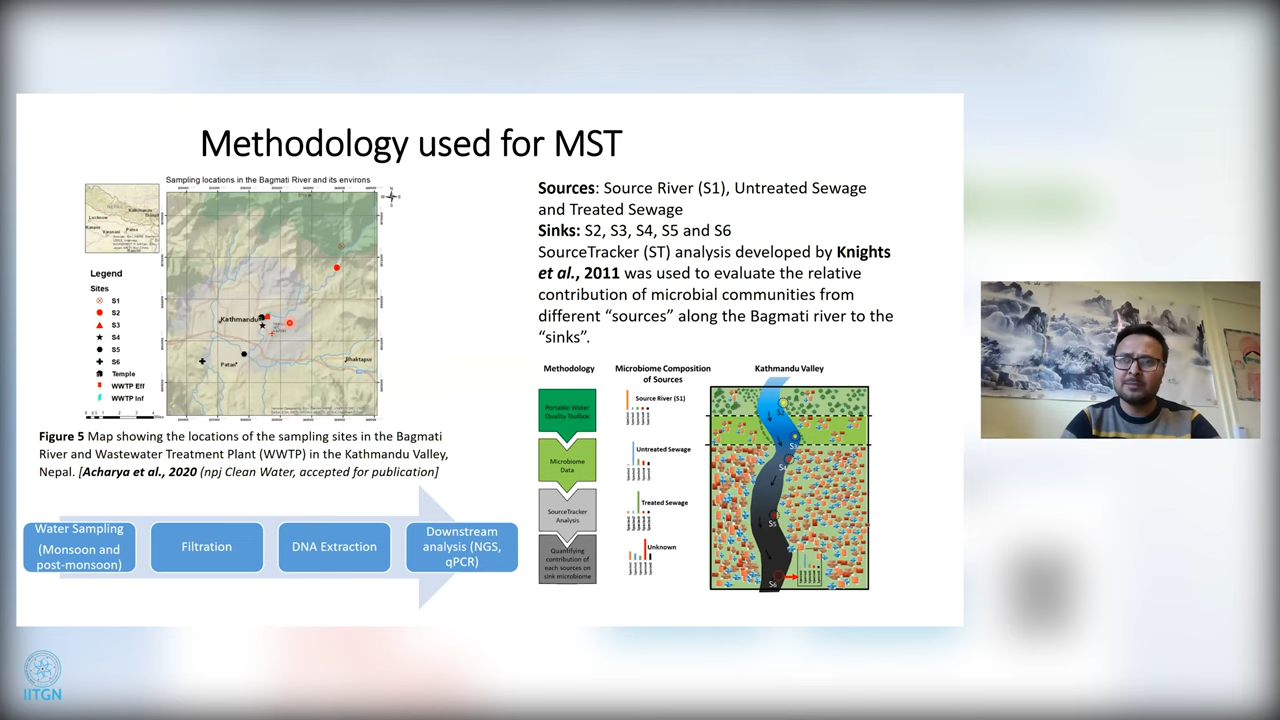 Methodology used for MST
Sampling locations in the Bagmati River and its environs
Legend
Sites
S1
S2
S3
S4
S5
S6
Temple
WWTP Eff
WWTP Inf
Kathmandu
Patan
Bhaktapur
Figure 5 Map showing the locations of the sampling sites in the Bagmati
River and Wastewater Treatment Plant (WWTP) in the Kathmandu Valley,
Nepal. [Acharya et al., 2020 (npj Clean Water, accepted for publication]
Water Sampling
(Monsoon and
post-monsoon)
Filtration
DNA Extraction
Downstream
analysis (NGS,
qPCR)
Sources: Source River (S1), Untreated Sewage
and Treated Sewage
Sinks: S2, S3, S4, S5 and S6
SourceTracker (ST) analysis developed by Knights
et al., 2011 was used to evaluate the relative
contribution of microbial communities from
different “sources” along the Bagmati river to the
“sinks”.
Methodology
Portable Water
Quality Toolbox
Microbiome
Data
SourceTracker
Analysis
Quantifying
contribution of
each sources on
sink microbiome
Microbiome Composition
of Sources
Source River (S1)
Untreated Sewage
Treated Sewage
Unknown
Kathmandu Valley
S2
S3
S4
S5
S6
IITGN